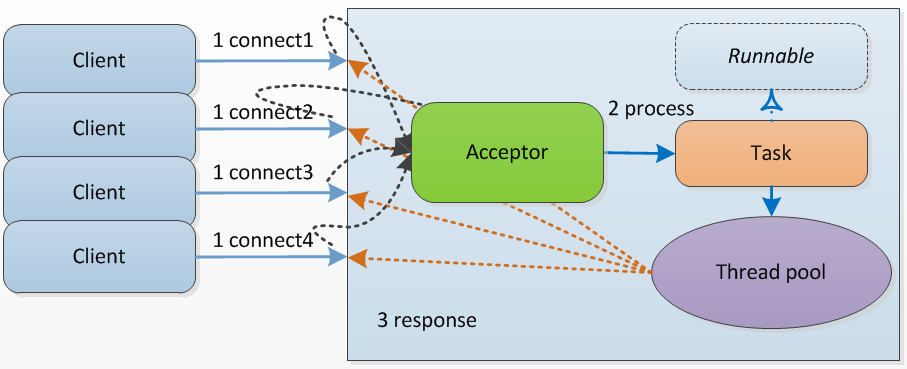 Client
1 connect1
Client
1 connect2
Client
1 connect3
Client
1 connect4
Acceptor
2 process
Runnable
Task
Thread pool
3 response